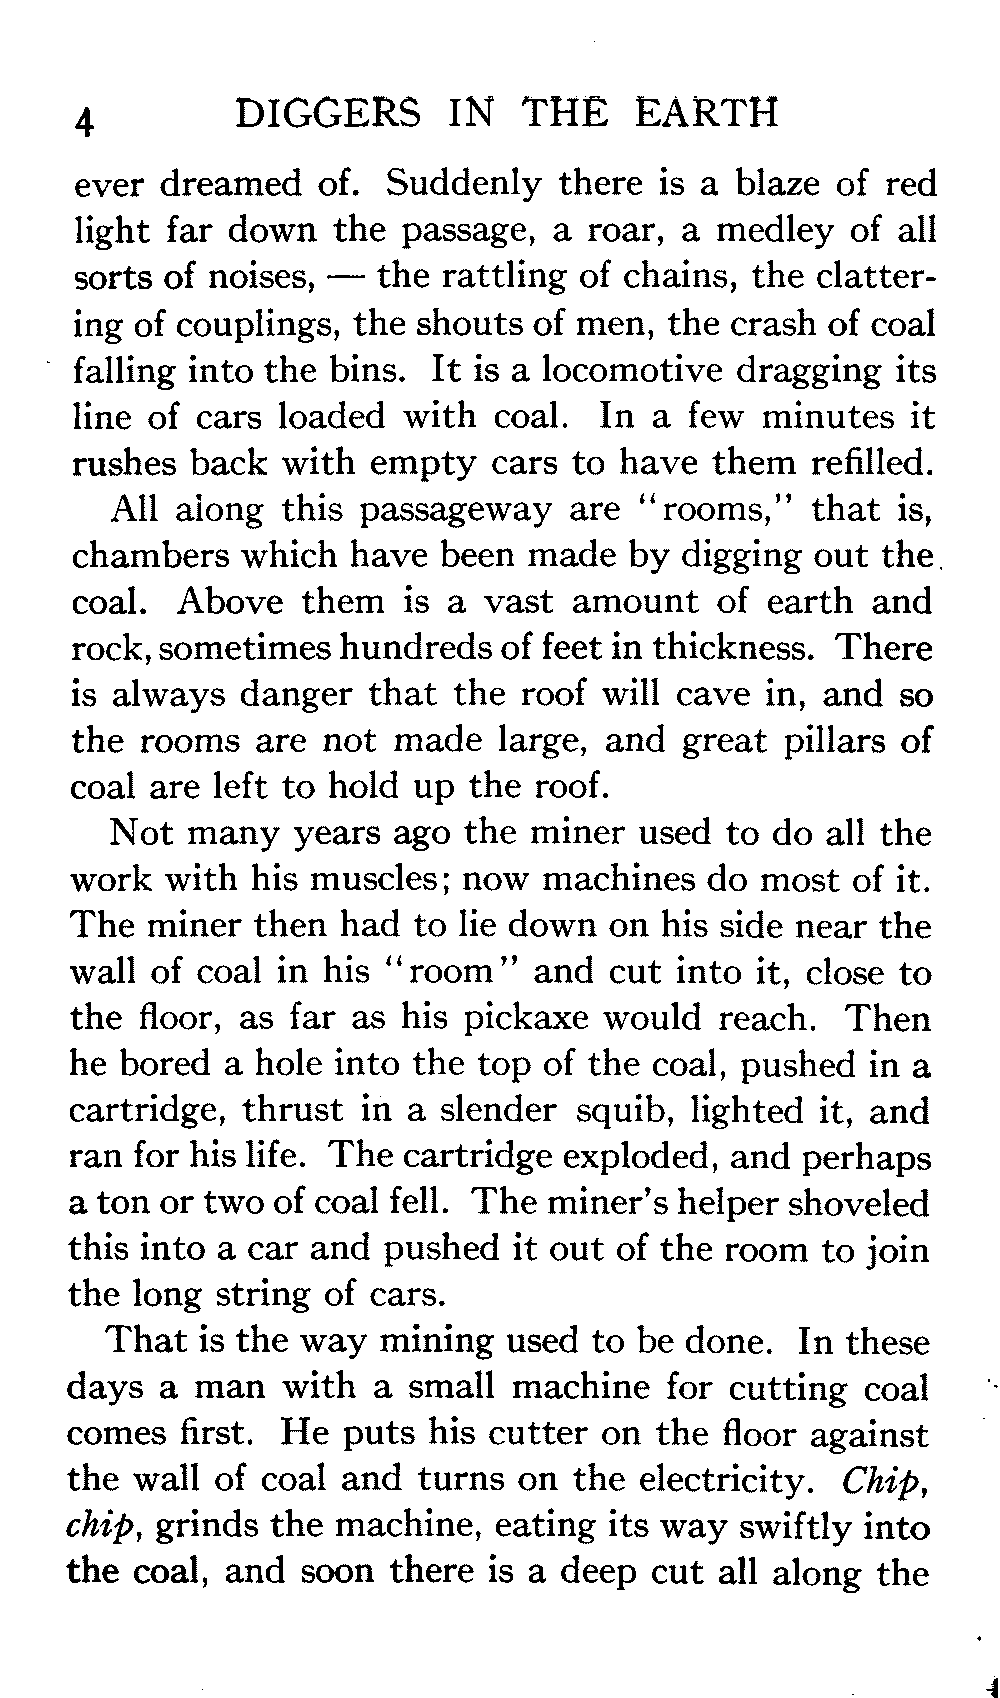 4 DIGGERS IN THE EARTH
ever dreamed of. Suddenly there is a blaze of red
light far down the passage, a roar, a medley of all
sorts of noises, — the rattling of chains, the clatter-
ing of couplings, the shouts of men, the crash of coal
falling into the bins. It is a locomotive dragging its
line of cars loaded with coal. In a few minutes it
rushes back with empty cars to have them refilled.
All along this passageway are "rooms," that is,
chambers which have been made by digging out the
coal. Above them is a vast amount of earth and
rock, sometimes hundreds of feet in thickness. There
is always danger that the roof will cave in, and so
the rooms are not made large, and great pillars of
coal are left to hold up the roof.
Not many years ago the miner used to do all the
work with his muscles; now machines do most of it.
The miner then had to lie down on his side near the
wall of coal in his "room" and cut into it, close to
the floor, as far as his pickaxe would reach. Then
he bored a hole into the top of the coal, pushed in a
cartridge, thrust in a slender squib, lighted it, and
ran for his life. The cartridge exploded, and perhaps
a ton or two of coal fell. The miner's helper shoveled
this into a car and pushed it out of the room to join
the long string of cars.
That is the way mining used to be done. In these
days a man with a small machine for cutting coal
comes first. He puts his cutter on the floor against
the wall of coal and turns on the electricity. Chip,
chip, grinds the machine, eating its way swiftly into
the coal, and soon there is a deep cut all along the